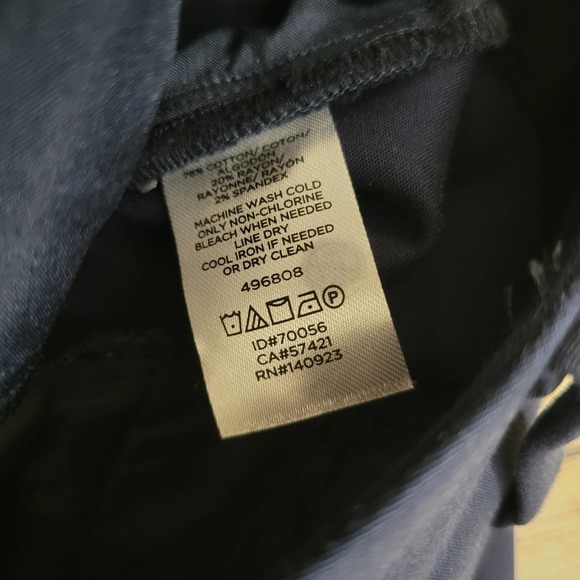 78% COTTON/ COTON/
ALGODÓN
20% RAYON/
RAYONNE/ RAYÓN
2% SPANDEX
MACHINE WASH COLD
ONLY NON-CHLORINE
BLEACH WHEN NEEDED
LINE DRY
COOL IRON IF NEEDED
OR DRY CLEAN
496808
P
ID#70056
CA#57421
RN#140923